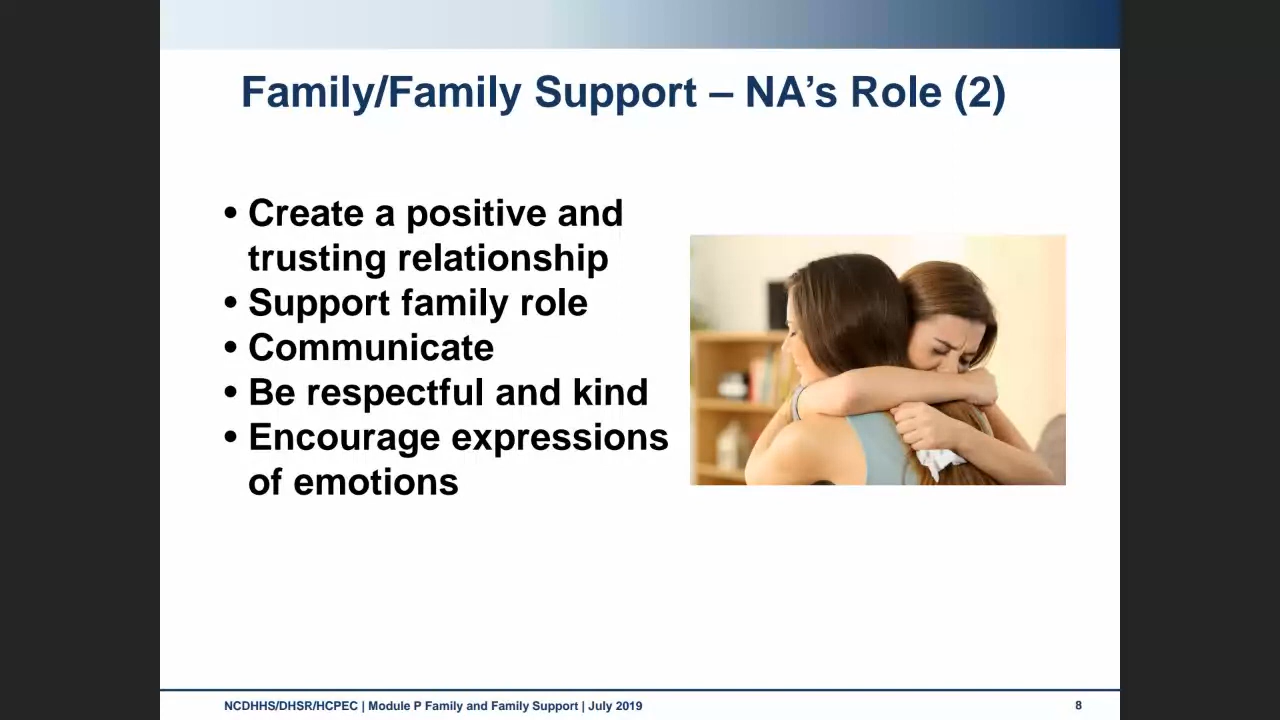 Family/Family Support – NA’s Role (2)
• Create a positive and
trusting relationship
• Support family role
• Communicate
• Be respectful and kind
• Encourage expressions
of emotions
NCDHHS/DHSR/HCPEC | Module P Family and Family Support | July 2019
8